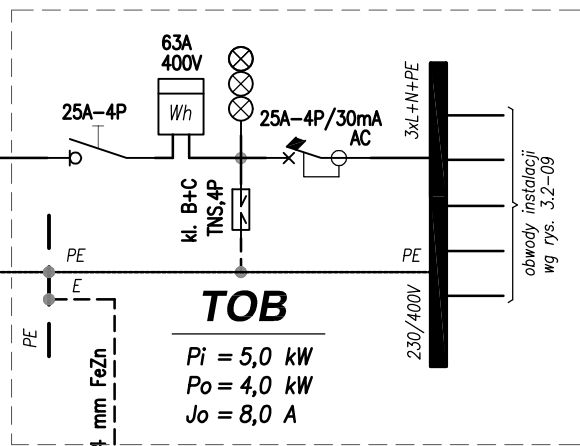 63A
400V
25A-4P
Wh
25A-4P/30mA
AC
3xL+N+PE
kl. B+C
TNS,4P
obwody instalacji
wg rys. 3.2-09
PE
PE
E
PE
230/400V
TOB
Pi = 5,0 kW
Po = 4,0 kW
Jo = 8,0 A
mm FeZn